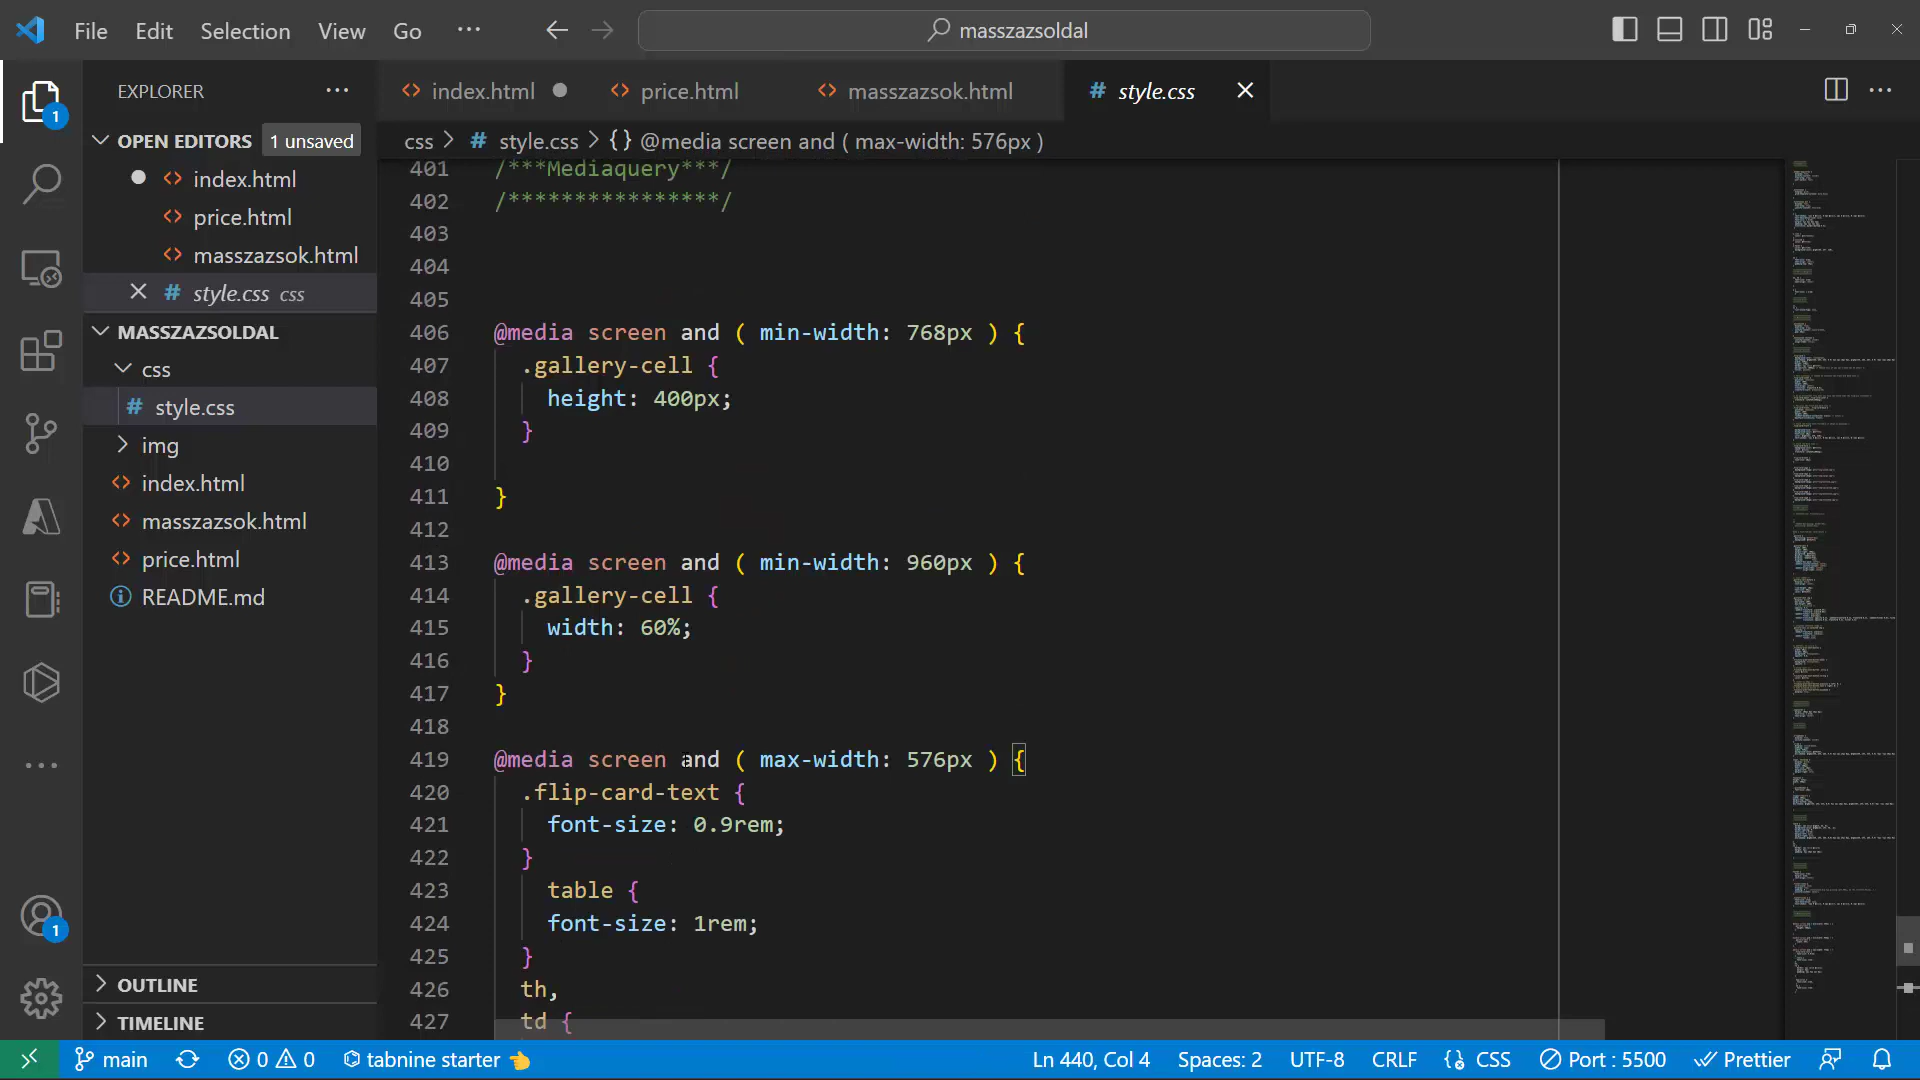 File Edit Selection View Go ··· masszazsoldal
EXPLORER ···
index.html price.html masszazsok.html # style.css
OPEN EDITORS 1 unsaved
css > # style.css > {} @media screen and ( max-width: 576px )
index.html
price.html
masszazsok.html
# style.css css
MASSZAZSOLDAL
css
# style.css
img
index.html
masszazsok.html
price.html
README.md
OUTLINE
TIMELINE
1
1
401 /***Mediaquery***/
402 /****************/
403
404
405
406 @media screen and ( min-width: 768px ) {
407 .gallery-cell {
408 height: 400px;
409 }
410
411 }
412
413 @media screen and ( min-width: 960px ) {
414 .gallery-cell {
415 width: 60%;
416 }
417 }
418
419 @media screen and ( max-width: 576px ) {
420 .flip-card-text {
421 font-size: 0.9rem;
422 }
423 table {
424 font-size: 1rem;
425 }
426 th,
427 td {
main 0 0 tabnine starter Ln 440, Col 4 Spaces: 2 UTF-8 CRLF {} CSS Port : 5500 Prettier